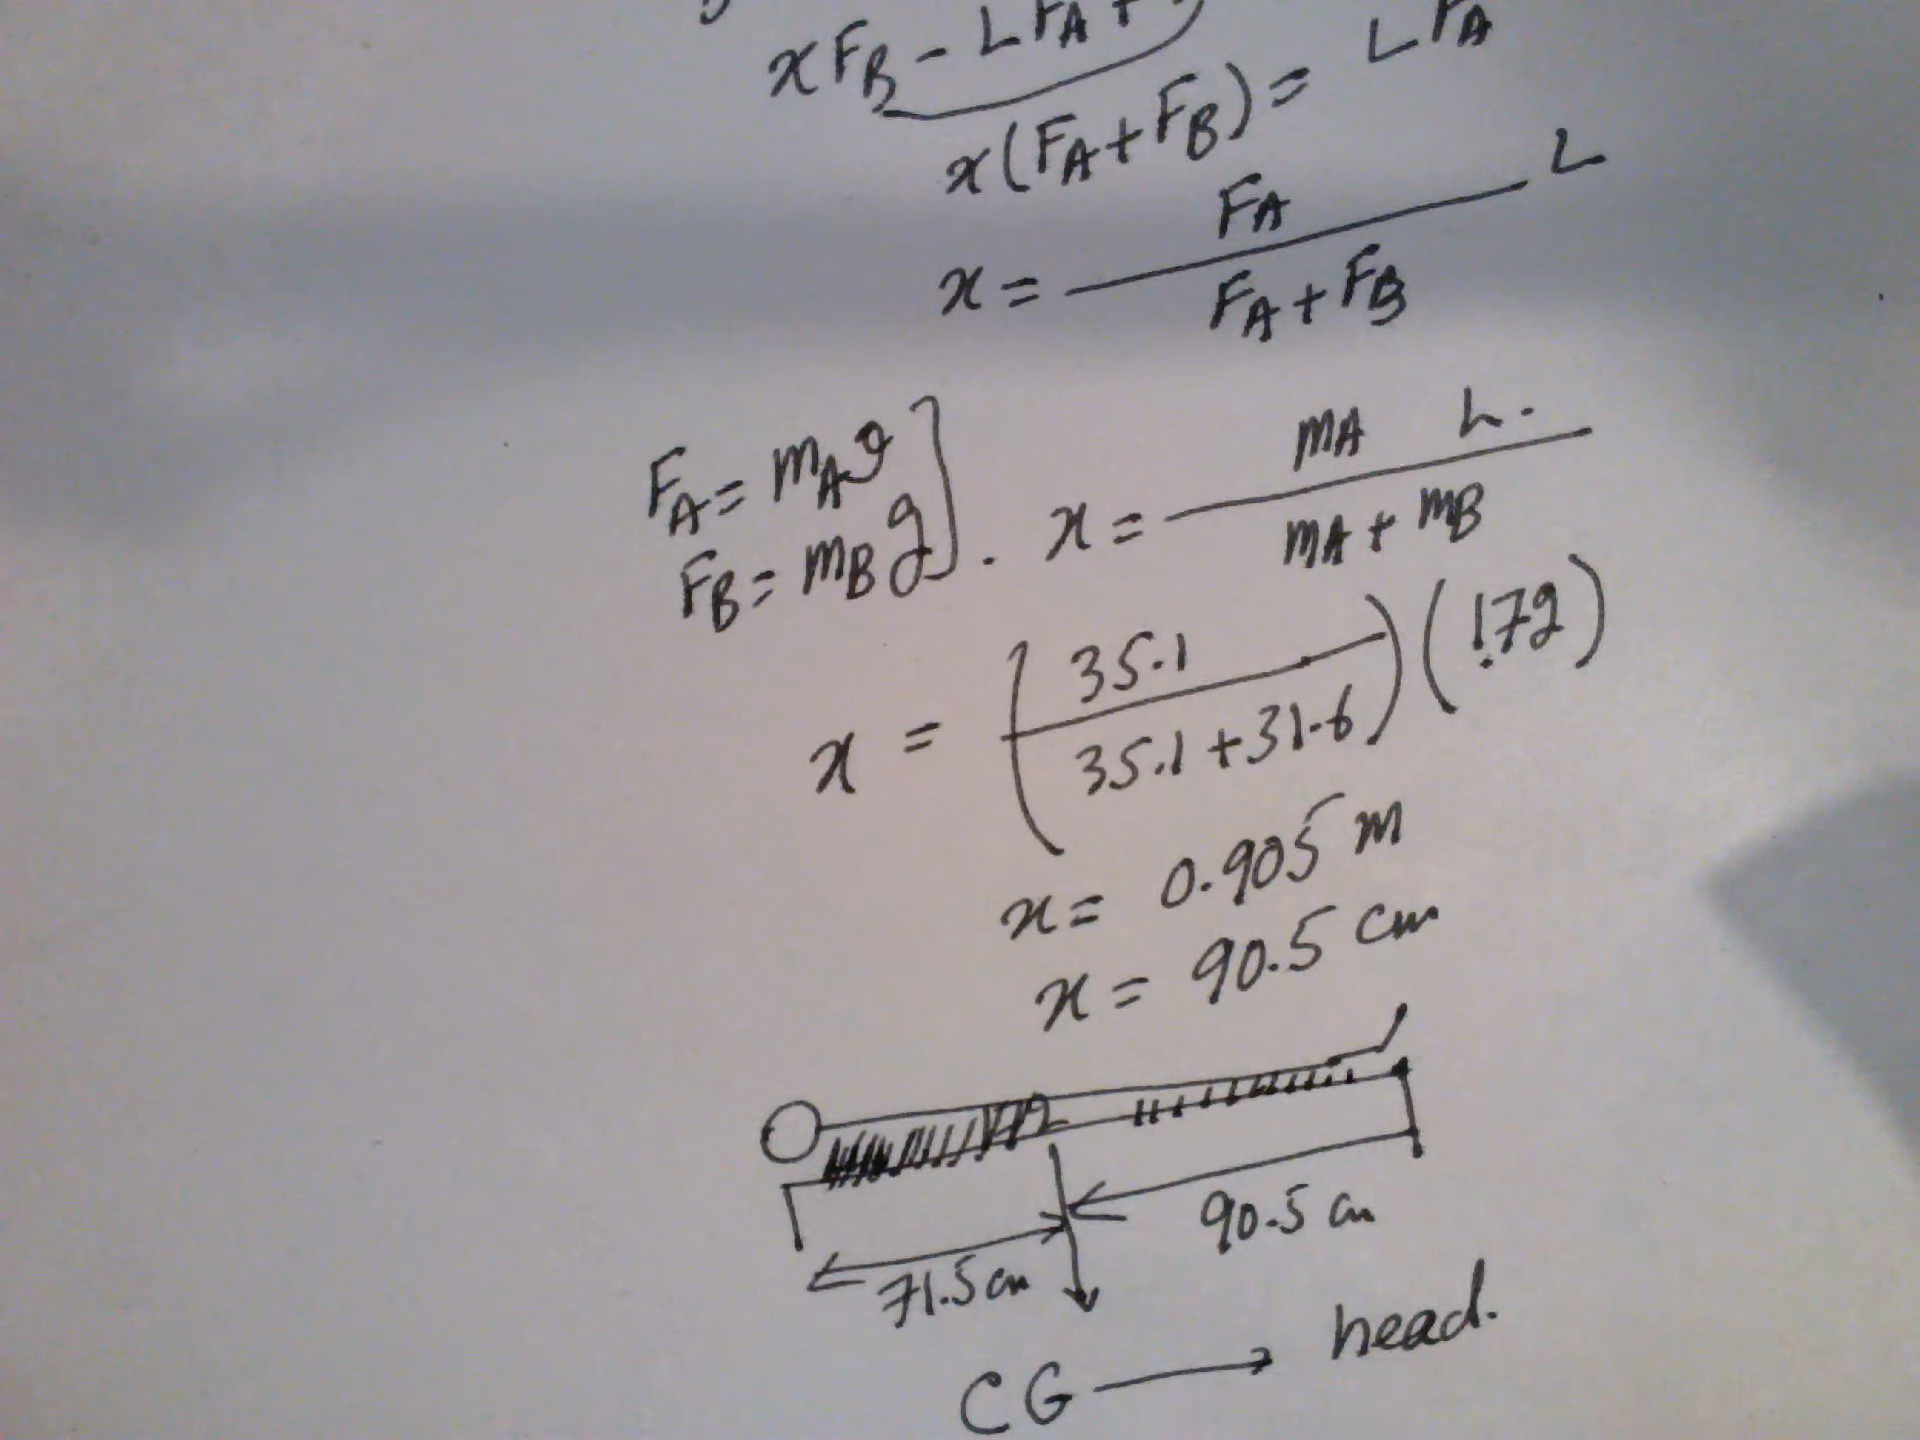 xF_B - LF_A +
x(F_A + F_B) = LF_A
x = F_A / (F_A + F_B) L
F_A = m_A g
F_B = m_B g ] . x = m_A L. / (m_A + m_B)
x = (35.1 / (35.1 + 31.6)) (1.72)
x = 0.905 m
x = 90.5 cm
90.5 cm
71.5 cm
CG → head.